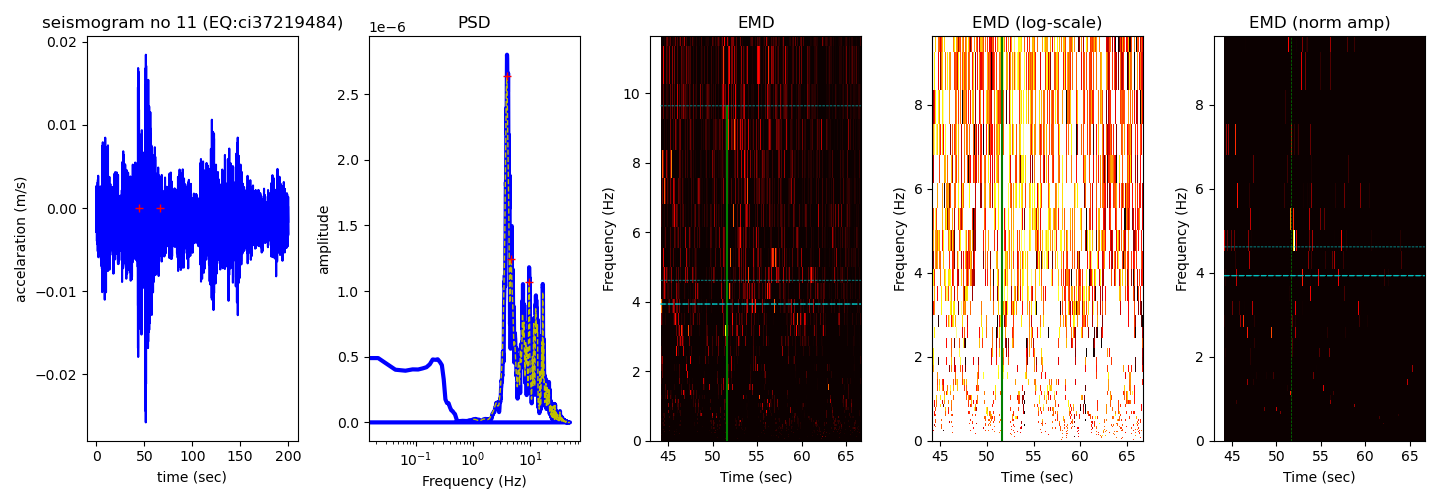 seismogram no 11 (EQ:ci37219484)
0.02
0.01
0.00
−0.01
−0.02
accelaration (m/s)
0 50 100 150 200
time (sec)
PSD
1e−6
2.5
2.0
1.5
1.0
0.5
0.0
amplitude
10⁻¹ 10⁰ 10¹
Frequency (Hz)
EMD
10
8
6
4
2
0
Frequency (Hz)
45 50 55 60 65
Time (sec)
EMD (log-scale)
8
6
4
2
0
Frequency (Hz)
45 50 55 60 65
Time (sec)
EMD (norm amp)
8
6
4
2
0
Frequency (Hz)
45 50 55 60 65
Time (sec)